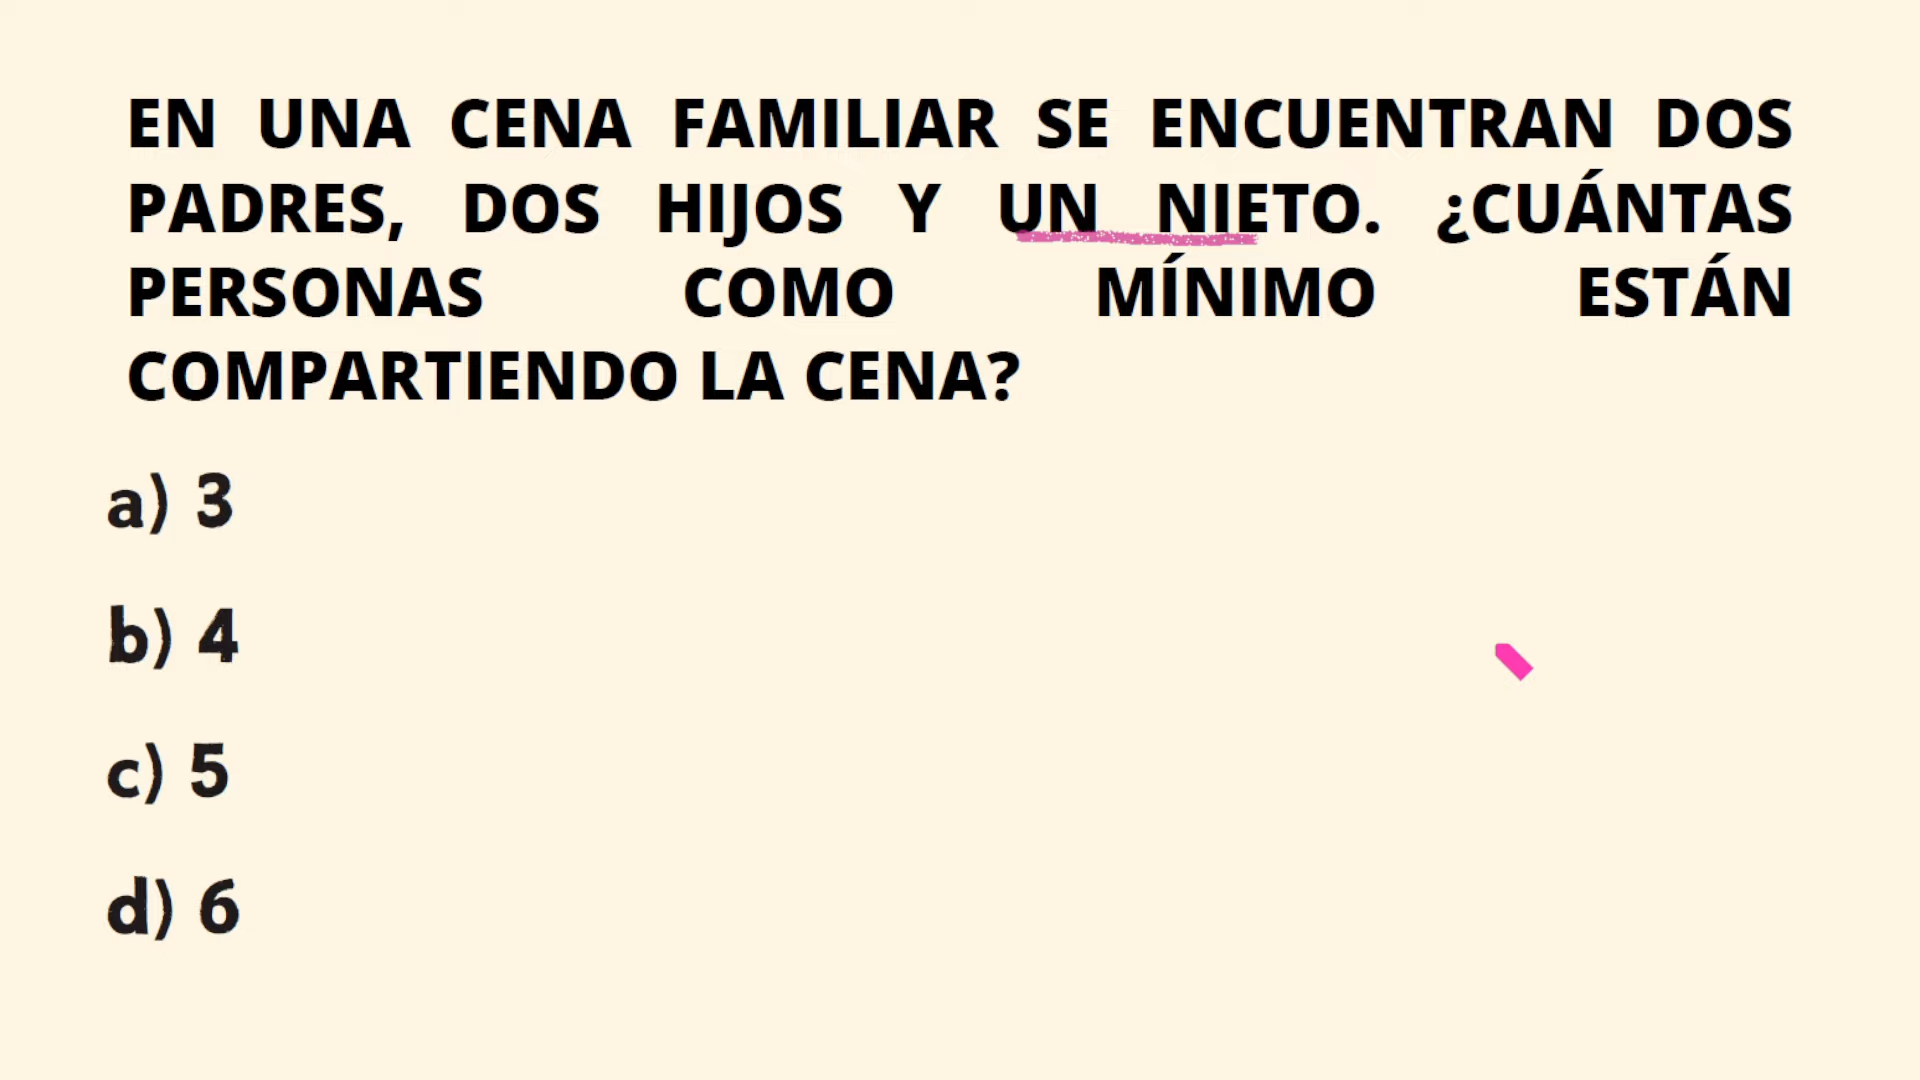 EN UNA CENA FAMILIAR SE ENCUENTRAN DOS
PADRES, DOS HIJOS Y UN NIETO. ¿CUÁNTAS
PERSONAS COMO MÍNIMO ESTÁN
COMPARTIENDO LA CENA?
a) 3
b) 4
c) 5
d) 6